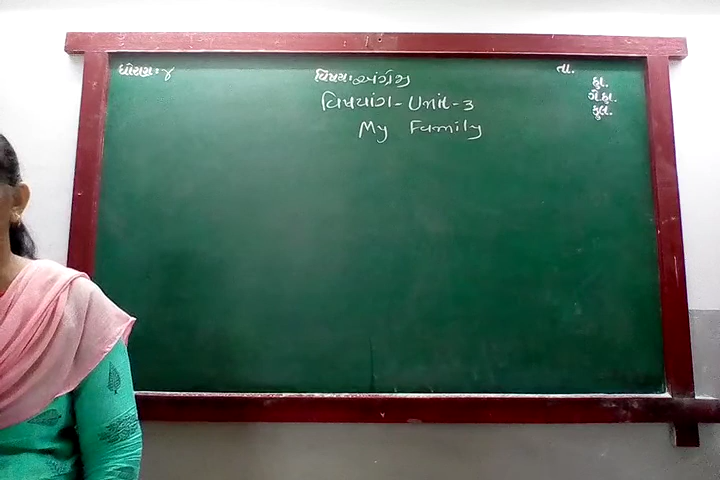 ધોરણ:- ૪
વિષય:- અંગ્રેજી
તા.
વિષયાંગ - Unit - 3
હા.
ગે.હા.
My Family
કુલ.